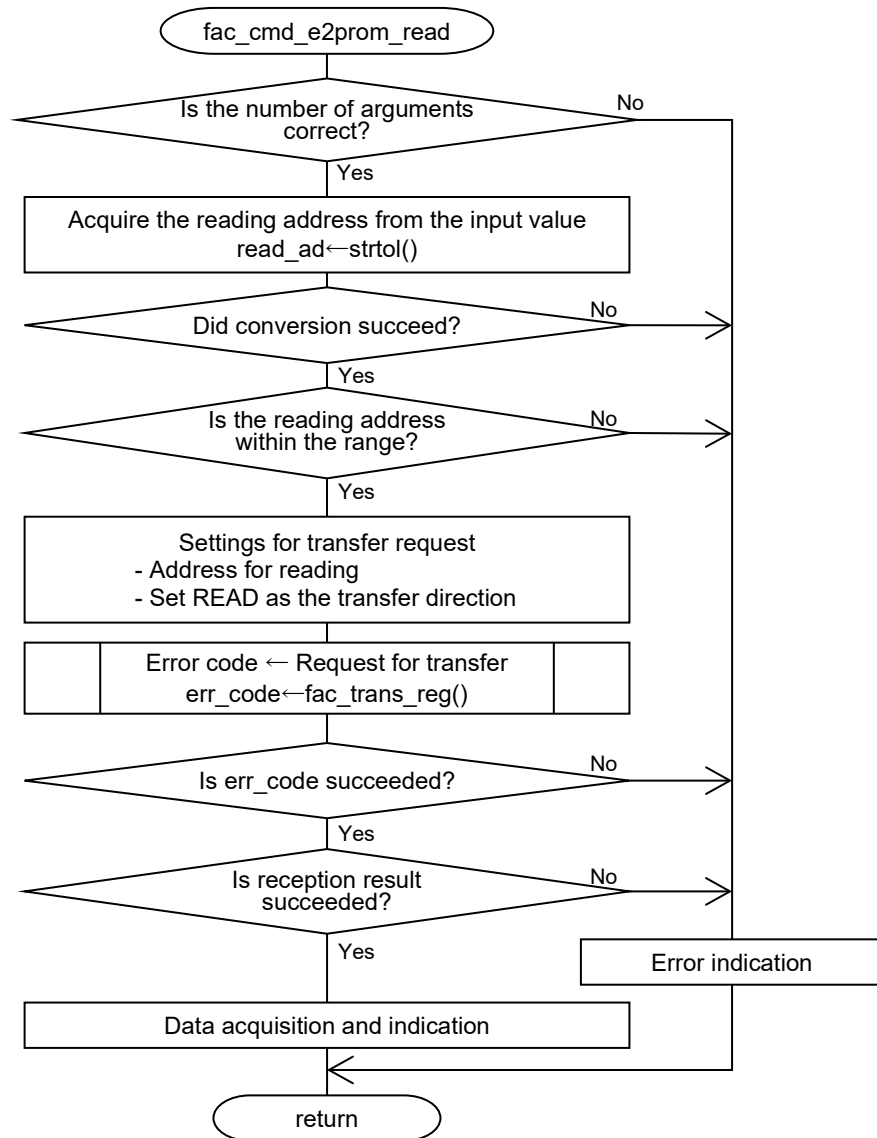 fac_cmd_e2prom_read
Is the number of arguments
correct?
No
Yes
Acquire the reading address from the input value
read_ad←strtol()
Did conversion succeed?
No
Yes
Is the reading address
within the range?
No
Yes
Settings for transfer request
- Address for reading
- Set READ as the transfer direction
Error code ← Request for transfer
err_code←fac_trans_reg()
Is err_code succeeded?
No
Yes
Is reception result
succeeded?
No
Yes
Error indication
Data acquisition and indication
return